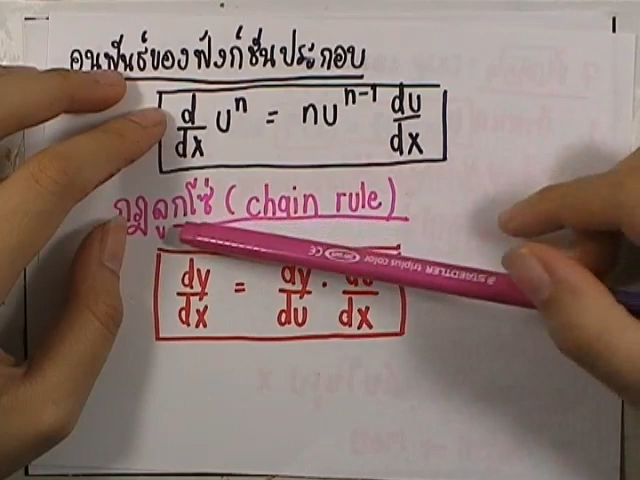 อนุพันธ์ของฟังก์ชันประกอบ
d/dx uⁿ = nuⁿ⁻¹ du/dx
กฎลูกโซ่ (chain rule)
STAEDTLER triplus color CE
dy/dx = dy/du · du/dx